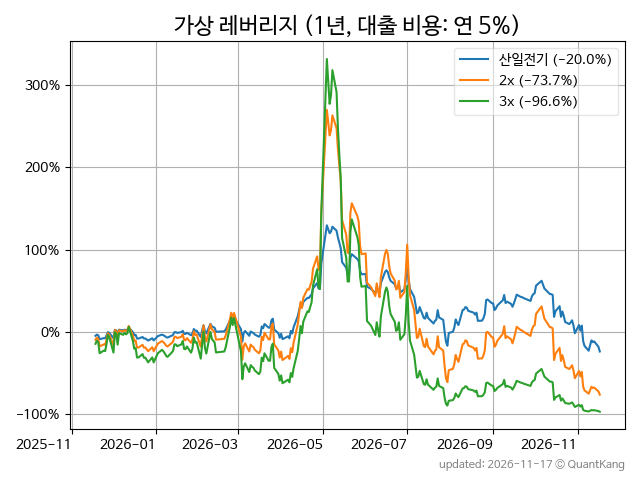 가상 레버리지 (1년, 대출 비용: 연 5%)
산일전기 (−20.0%)
2x (−73.7%)
3x (−96.6%)
300%
200%
100%
0%
−100%
2025-11 2026-01 2026-03 2026-05 2026-07 2026-09 2026-11
updated: 2026-11-17 © QuantKang